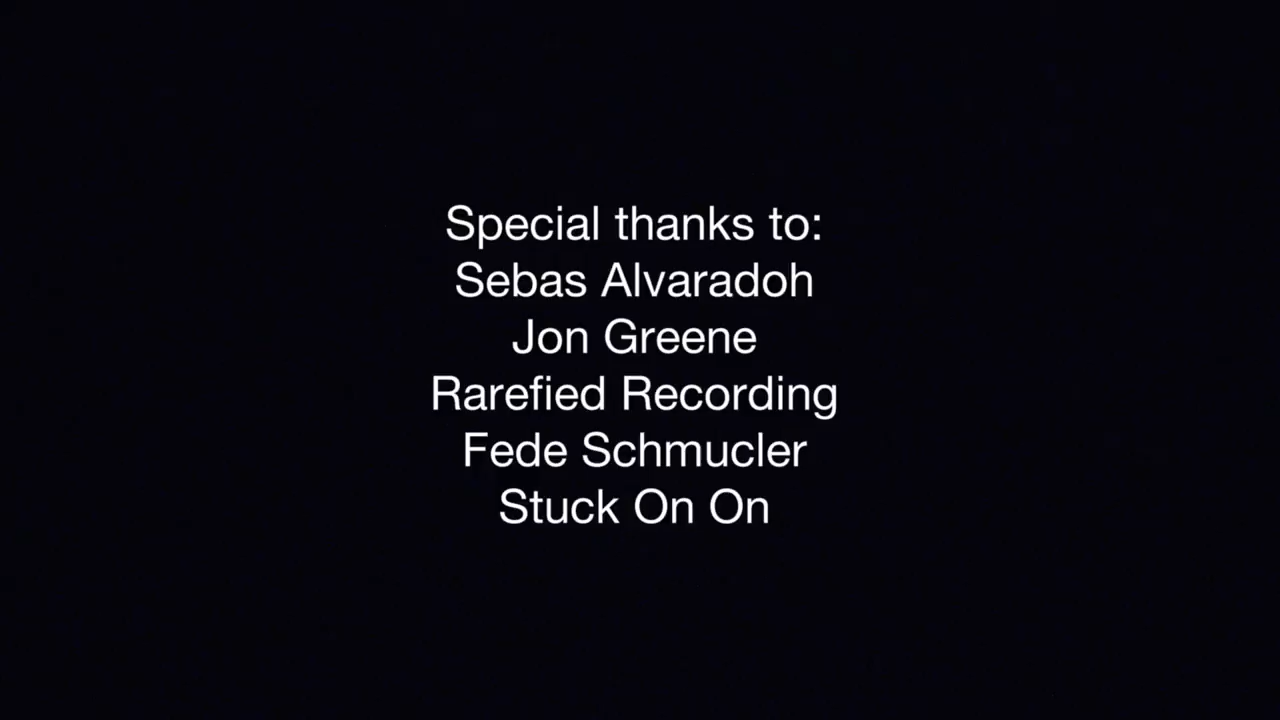 Special thanks to:
Sebas Alvaradoh
Jon Greene
Rarefied Recording
Fede Schmucler
Stuck On On